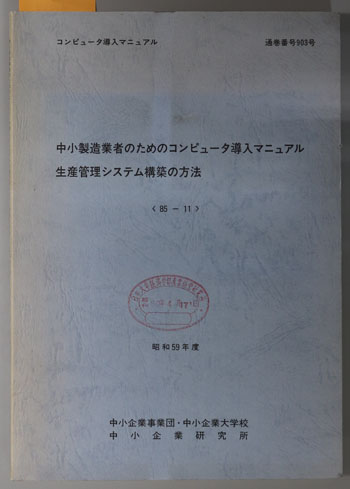 コンピュータ導入マニュアル
通巻番号903号
中小製造業者のためのコンピュータ導入マニュアル
生産管理システム構築の方法
〈 85 − 11 〉
昭和59年度
中小企業事業団・中小企業大学校
中小企業研究所